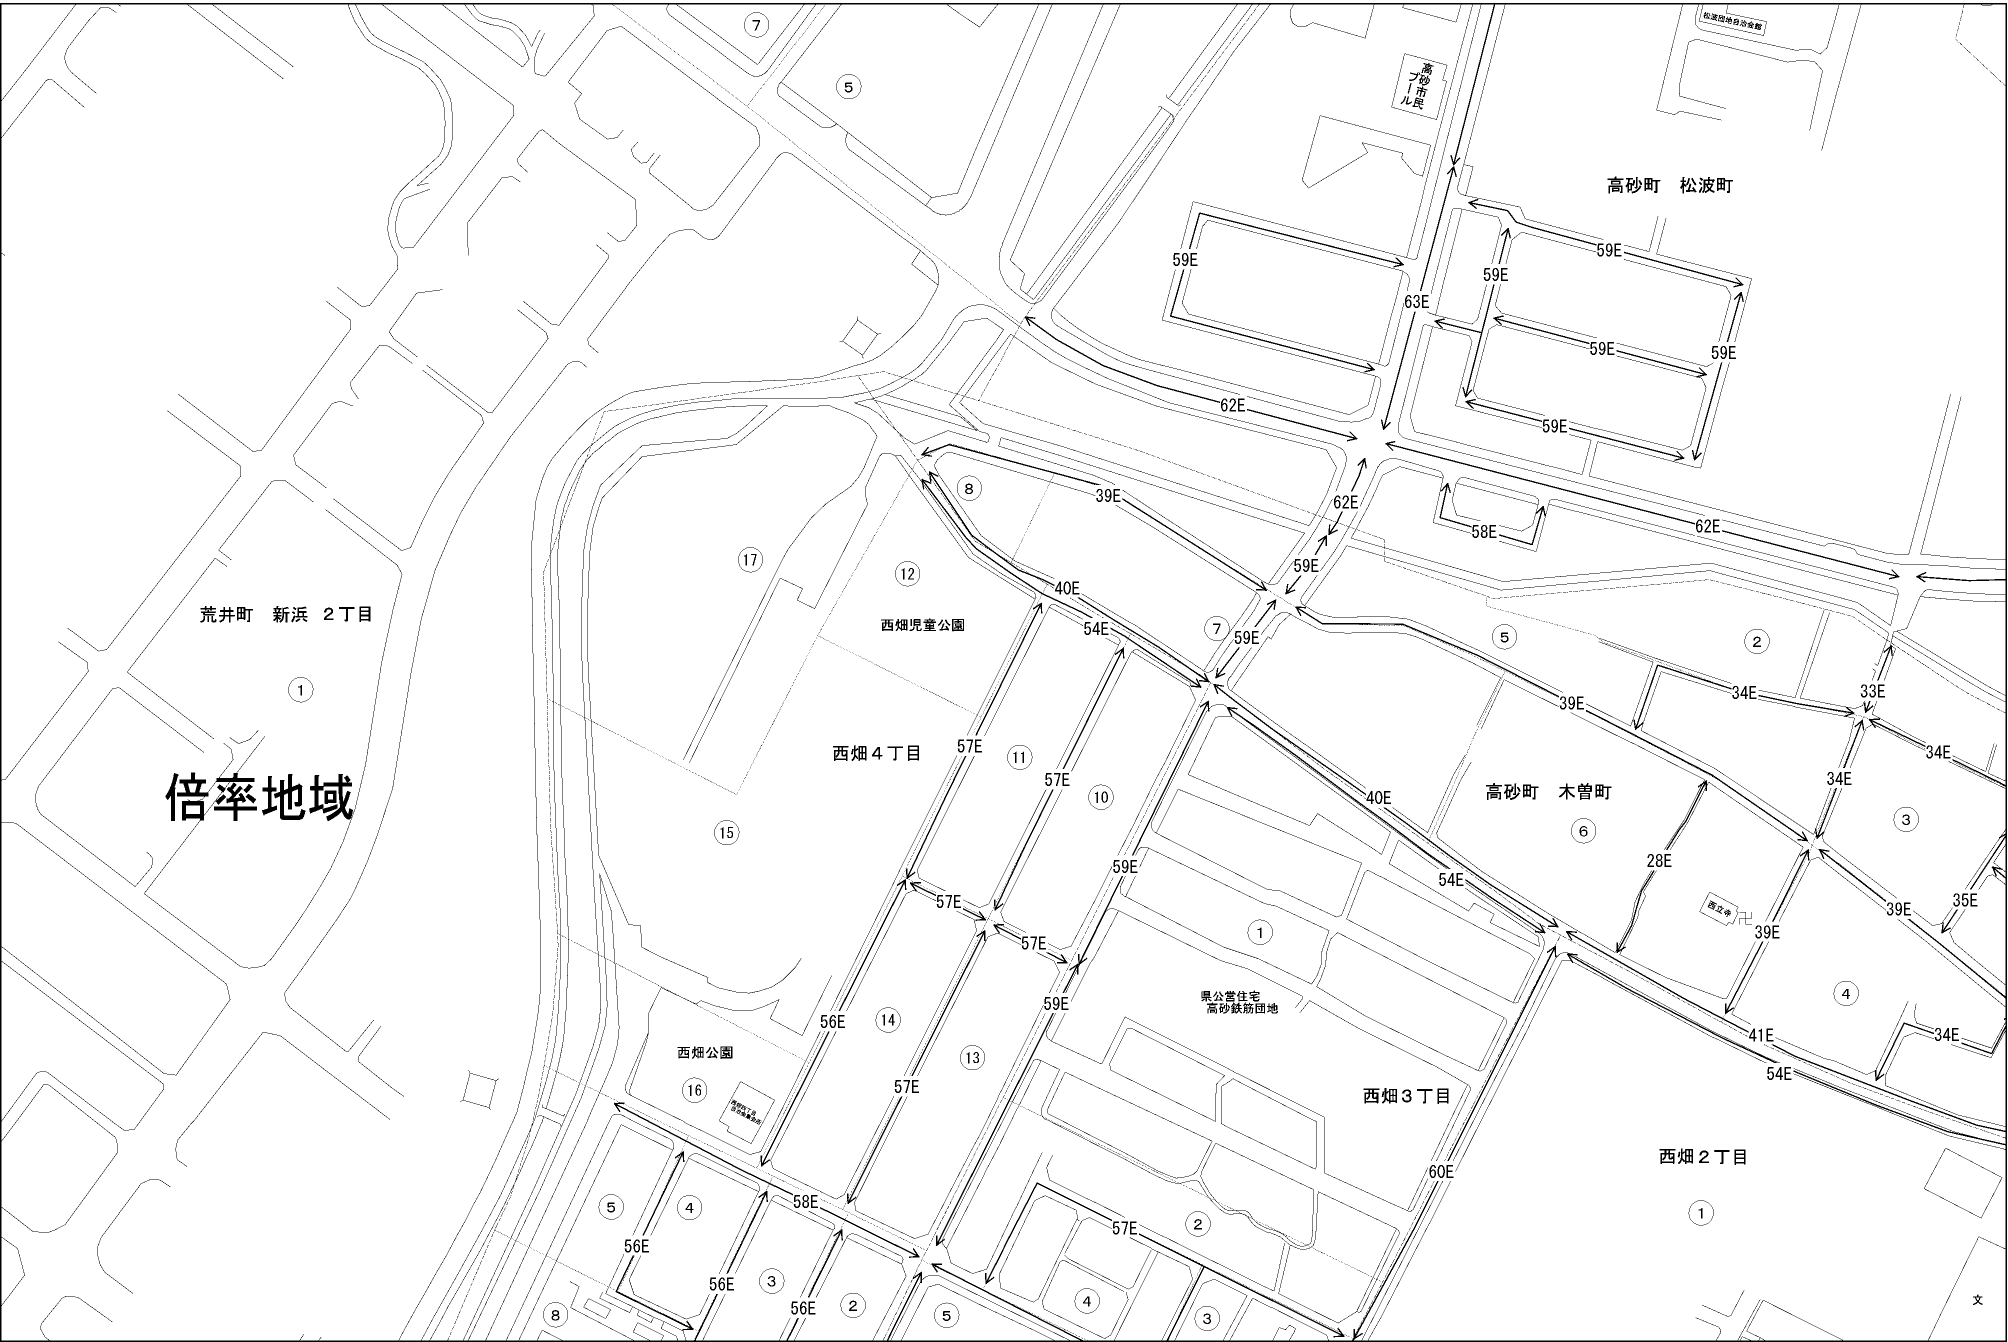 松波団地自治会館
⑦
⑤
高砂市民
プール
高砂町　松波町
59E
59E
59E
63E
59E
59E
59E
62E
59E
⑧
39E
62E
62E
58E
⑰
⑫
59E
40E
西畑児童公園
荒井町　新浜　２丁目
54E
⑦
59E
⑤
②
①
34E
33E
39E
西畑４丁目
57E
⑪
57E
34E
34E
倍率地域
⑩
40E
高砂町　木曽町
⑥
③
⑮
59E
28E
54E
57E
西立寺
卍
35E
39E
39E
57E
①
県公営住宅
高砂鉄筋団地
④
59E
56E
⑭
41E
34E
西畑公園
⑬
54E
⑯
57E
西畑３丁目
西畑２丁目
60E
58E
⑤
④
57E
②
①
56E
56E
③
56E
②
⑧
⑤
④
③
文